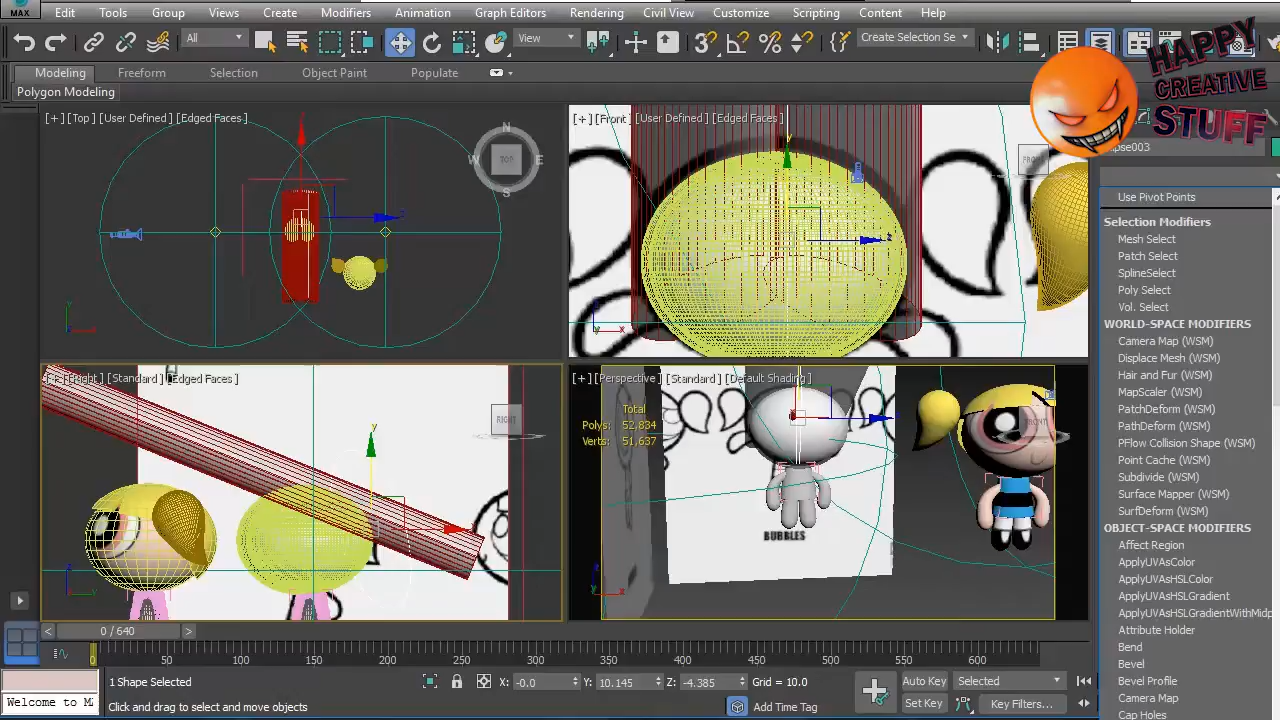 MAX
Edit Tools Group Views Create Modifiers Animation Graph Editors Rendering Civil View Customize Scripting Content Help
All View Create Selection Se
Modeling Freeform Selection Object Paint Populate
Polygon Modeling
HAPPY
CREATIVE
STUFF
[+] [Top] [User Defined] [Edged Faces]
[+] [Front] [User Defined] [Edged Faces]
N
W TOP E
S
Use Pivot Points
Selection Modifiers
Mesh Select
Patch Select
SplineSelect
Poly Select
Vol. Select
WORLD-SPACE MODIFIERS
Camera Map (WSM)
Displace Mesh (WSM)
Hair and Fur (WSM)
MapScaler (WSM)
PatchDeform (WSM)
PathDeform (WSM)
PFlow Collision Shape (WSM)
Point Cache (WSM)
Subdivide (WSM)
Surface Mapper (WSM)
SurfDeform (WSM)
OBJECT-SPACE MODIFIERS
Affect Region
ApplyUVAsColor
ApplyUVAsHSLColor
ApplyUVAsHSLGradient
ApplyUVAsHSLGradientWithMidp
Attribute Holder
Bend
Bevel
Bevel Profile
Camera Map
Cap Holes
[Standard] [Edged Faces]
RIGHT
[+] [Perspective] [Standard] [Default Shading]
Total
Polys: 52,834
Verts: 51,637
BUBBLES
FRONT
< 0 / 640 >
0 50 100 150 200 250 300 350 400 450 500 550 600
1 Shape Selected X: -0.0 Y: 10.145 Z: -4.385 Grid = 10.0 Auto Key Selected
Welcome to Click and drag to select and move objects Add Time Tag Set Key Key Filters...